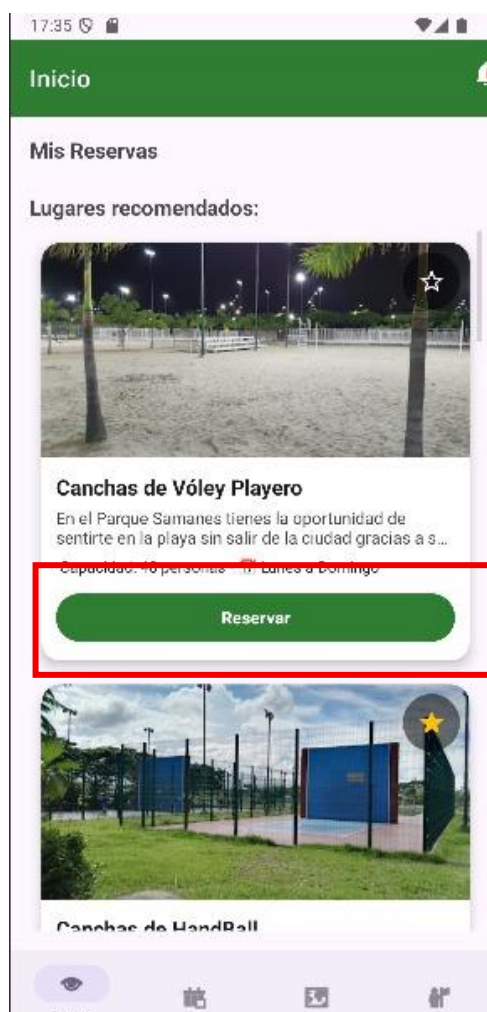 17:35
Inicio
Mis Reservas
Lugares recomendados:
Canchas de Vóley Playero
En el Parque Samanes tienes la oportunidad de
sentirte en la playa sin salir de la ciudad gracias a s...
Capacidad: 48 personas Lunes a Domingo
Reservar
Canchas de HandBall